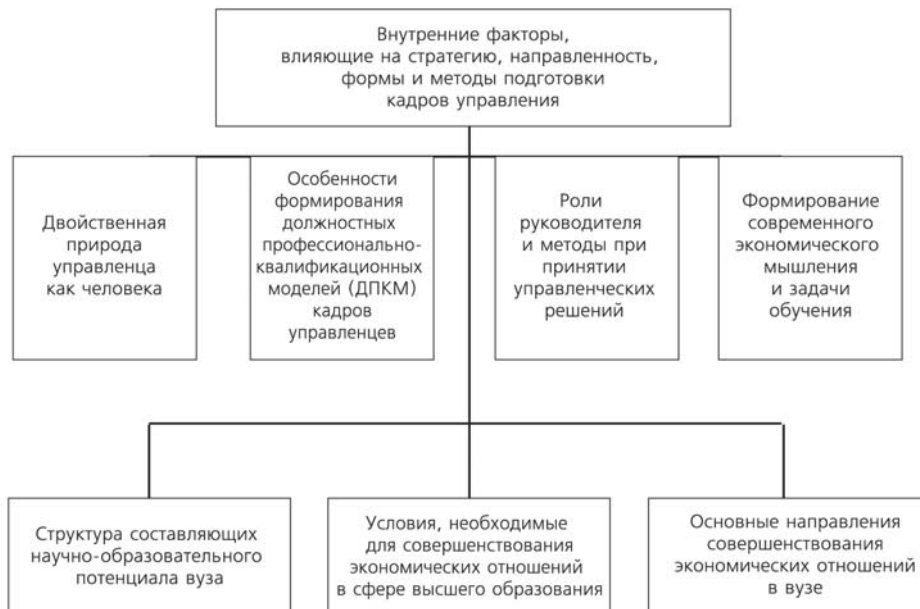 Внутренние факторы,
влияющие на стратегию, направленность,
формы и методы подготовки
кадров управления
Двойственная
природа
управленца
как человека
Особенности
формирования
должностных
профессионально-
квалификационных
моделей (ДПКМ)
кадров
управленцев
Роли
руководителя
и методы при
принятии
управленческих
решений
Формирование
современного
экономического
мышления
и задачи
обучения
Структура составляющих
научно-образовательного
потенциала вуза
Условия, необходимые
для совершенствования
экономических отношений
в сфере высшего образования
Основные направления
совершенствования
экономических отношений
в вузе